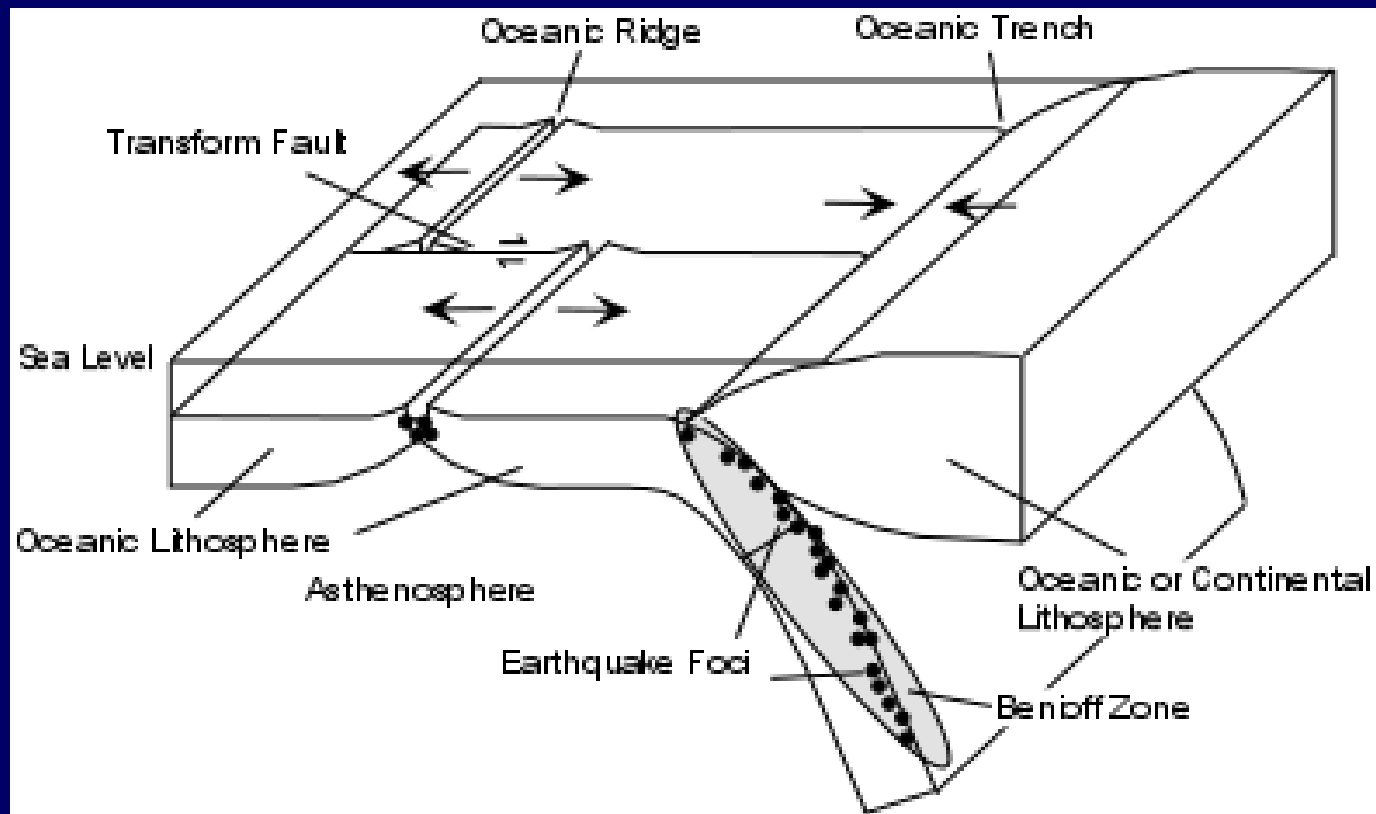 Oceanic Ridge
Oceanic Trench
Transform Fault
Sea Level
Oceanic Lithosphere
Asthenosphere
Oceanic or Continental
Lithosphere
Earthquake Foci
Benioff Zone